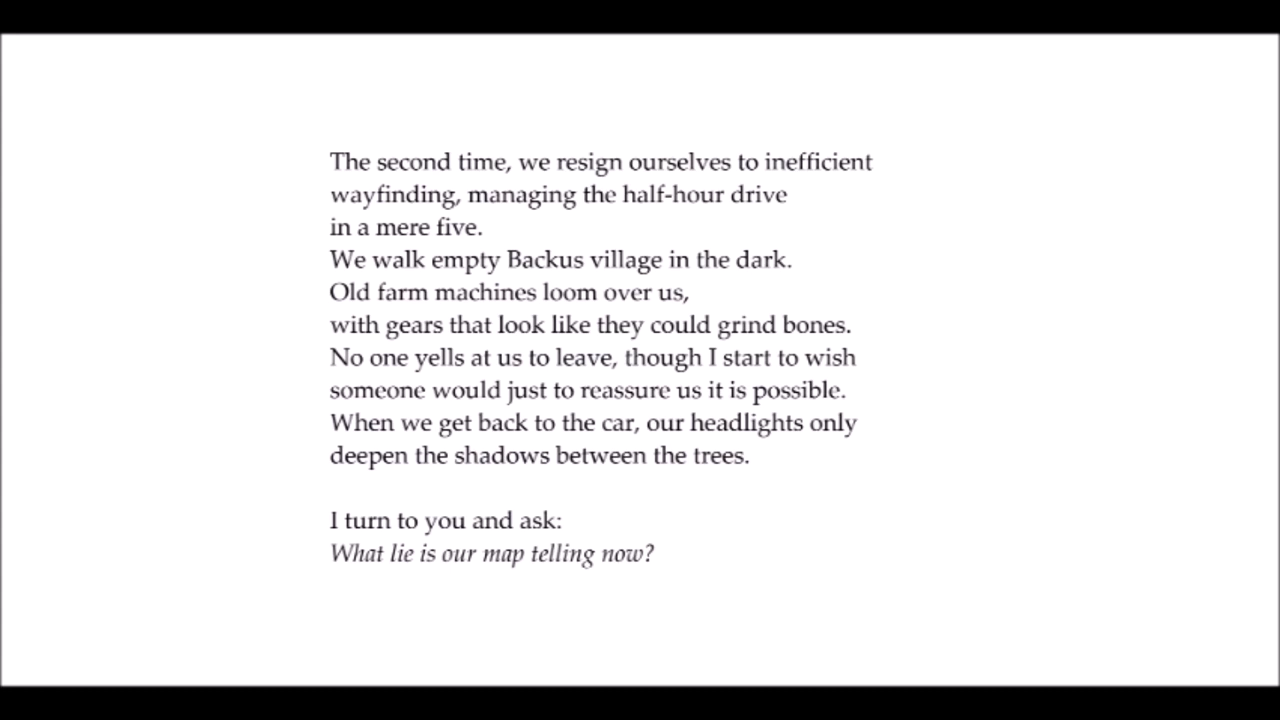 The second time, we resign ourselves to inefficient
wayfinding, managing the half-hour drive
in a mere five.
We walk empty Backus village in the dark.
Old farm machines loom over us,
with gears that look like they could grind bones.
No one yells at us to leave, though I start to wish
someone would just to reassure us it is possible.
When we get back to the car, our headlights only
deepen the shadows between the trees.
I turn to you and ask:
What lie is our map telling now?